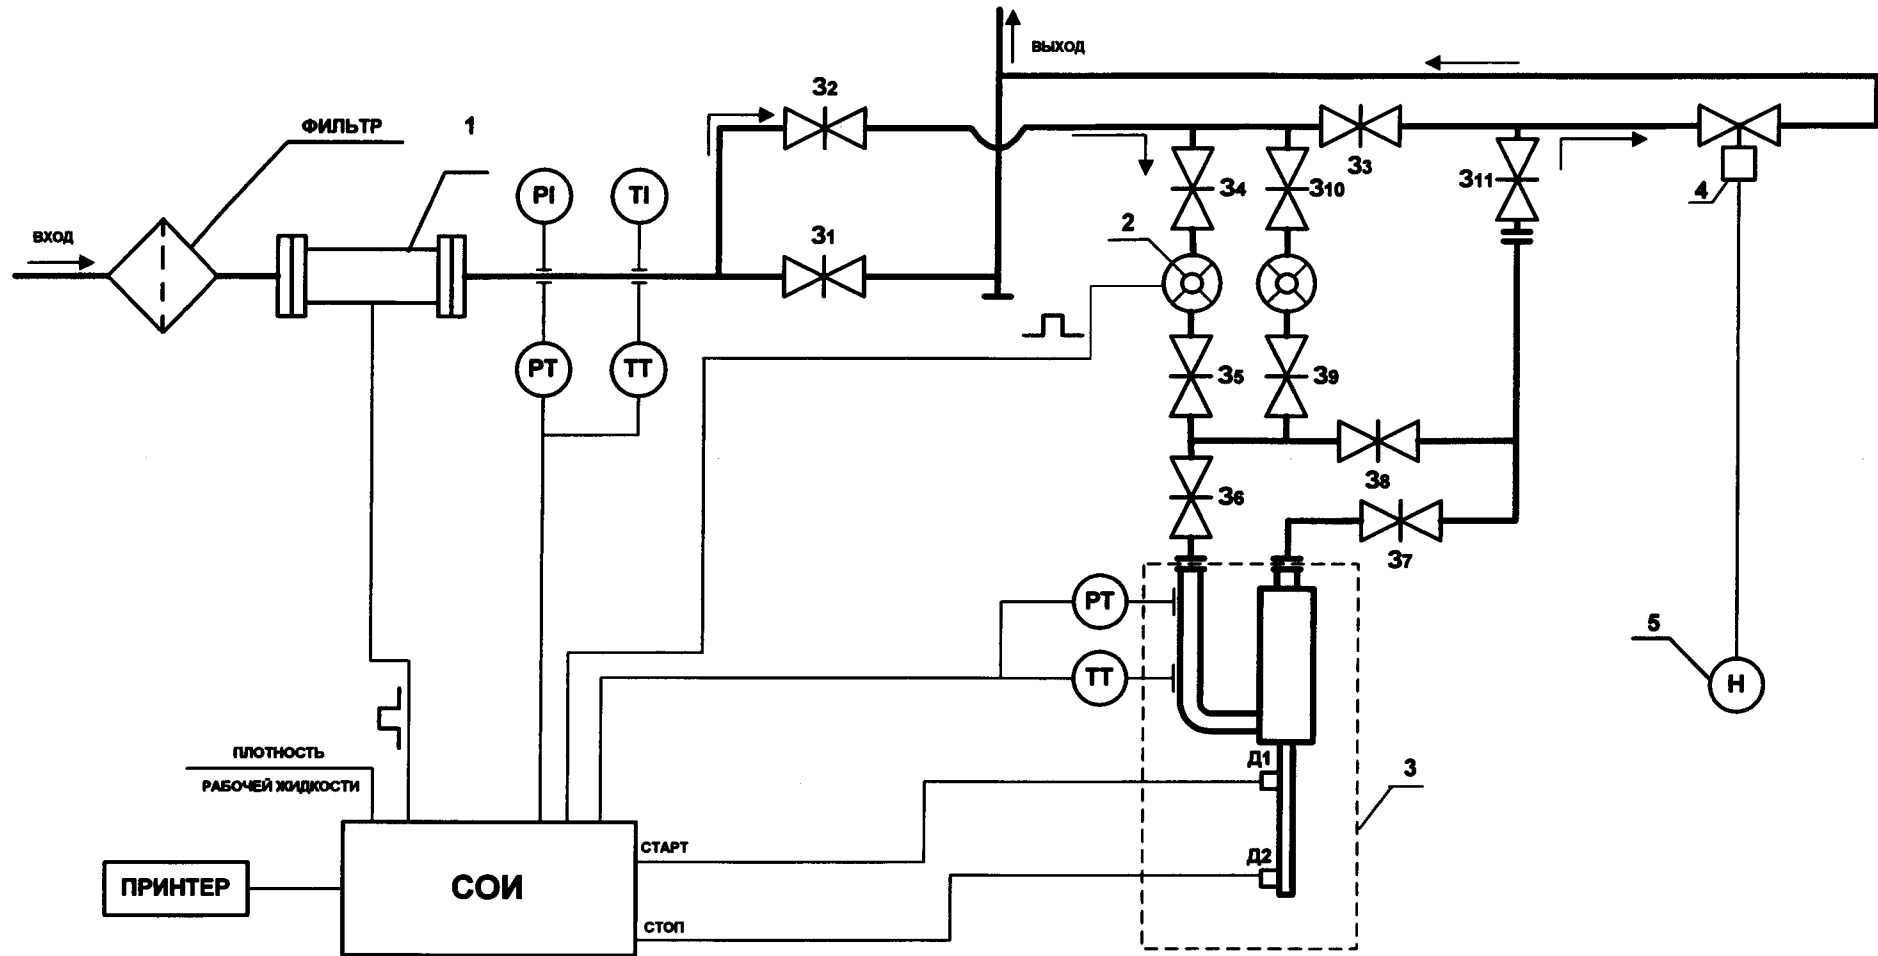 ВЫХОД
З2
ФИЛЬТР
1
PI
TI
З3
З4
З10
З11
4
ВХОД
З1
2
PT
TT
З5
З9
З8
З6
З7
PT
5
TT
H
ПЛОТНОСТЬ
РАБОЧЕЙ ЖИДКОСТИ
Д1
3
СТАРТ
Д2
ПРИНТЕР
СОИ
СТОП